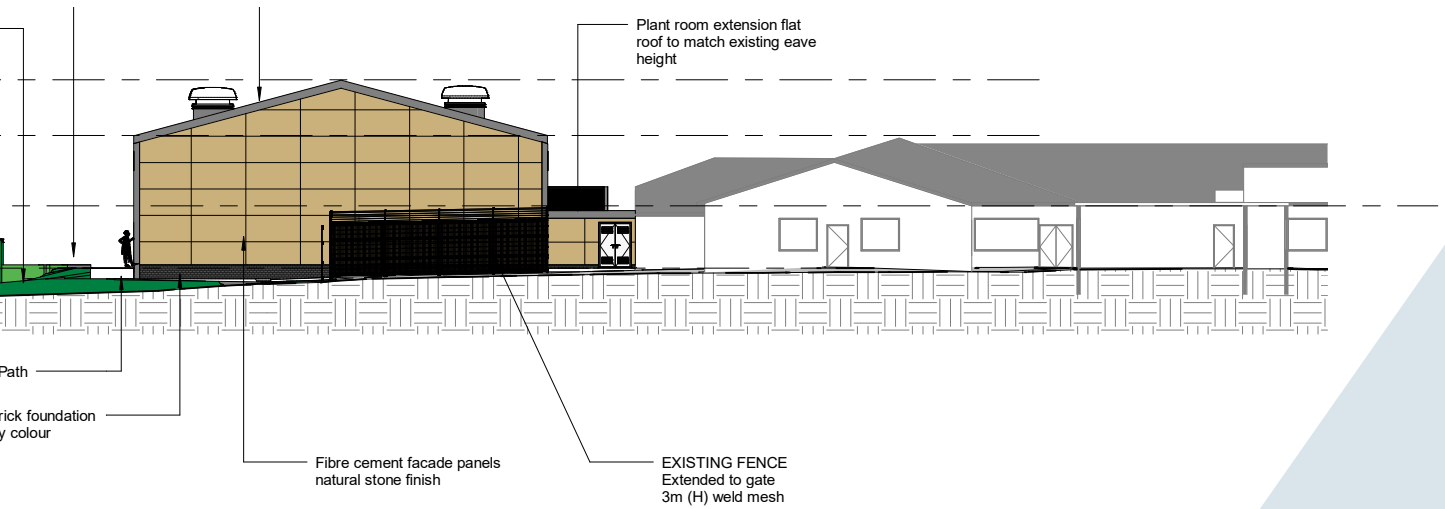 Plant room extension flat
roof to match existing eave
height
Path
rick foundation
y colour
Fibre cement facade panels
natural stone finish
EXISTING FENCE
Extended to gate
3m (H) weld mesh